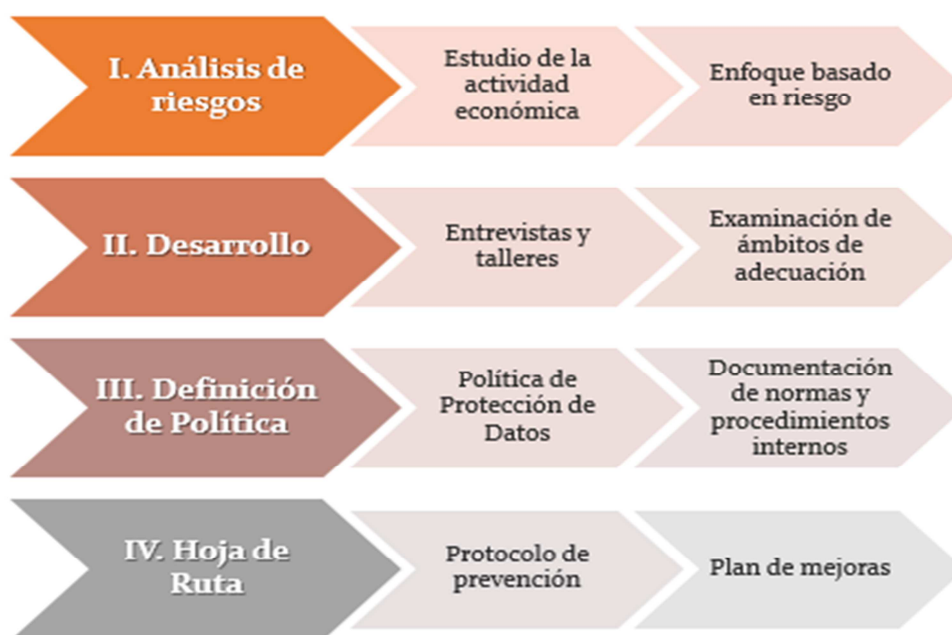 I. Análisis de
riesgos
Estudio de la
actividad
económica
Enfoque basado
en riesgo
II. Desarrollo
Entrevistas y
talleres
Examinación de
ámbitos de
adecuación
III. Definición
de Política
Política de
Protección de
Datos
Documentación
de normas y
procedimientos
internos
IV. Hoja de
Ruta
Protocolo de
prevención
Plan de mejoras